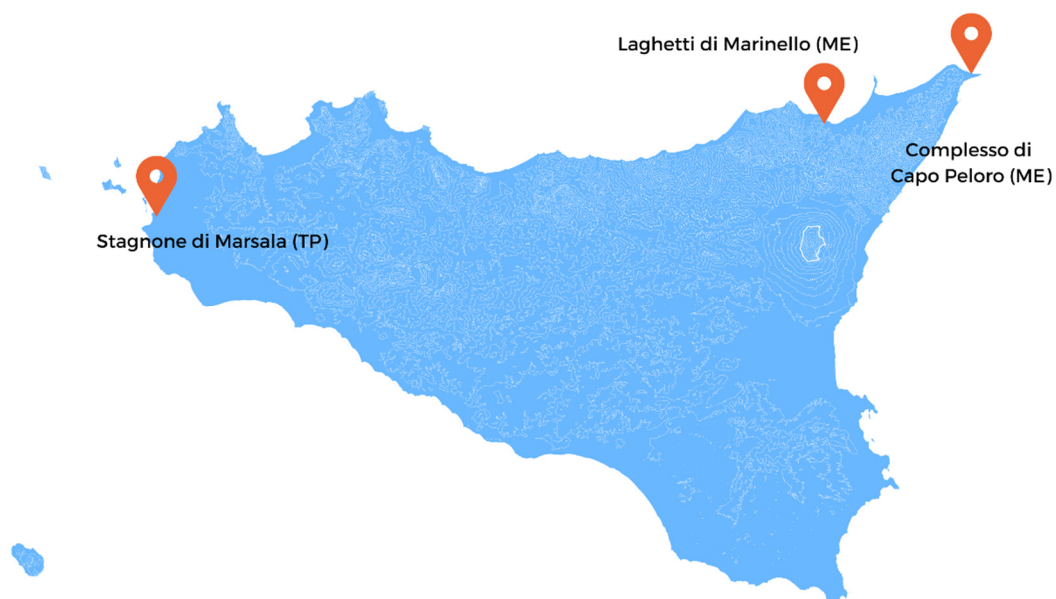 Laghetti di Marinello (ME)
Complesso di
Capo Peloro (ME)
Stagnone di Marsala (TP)